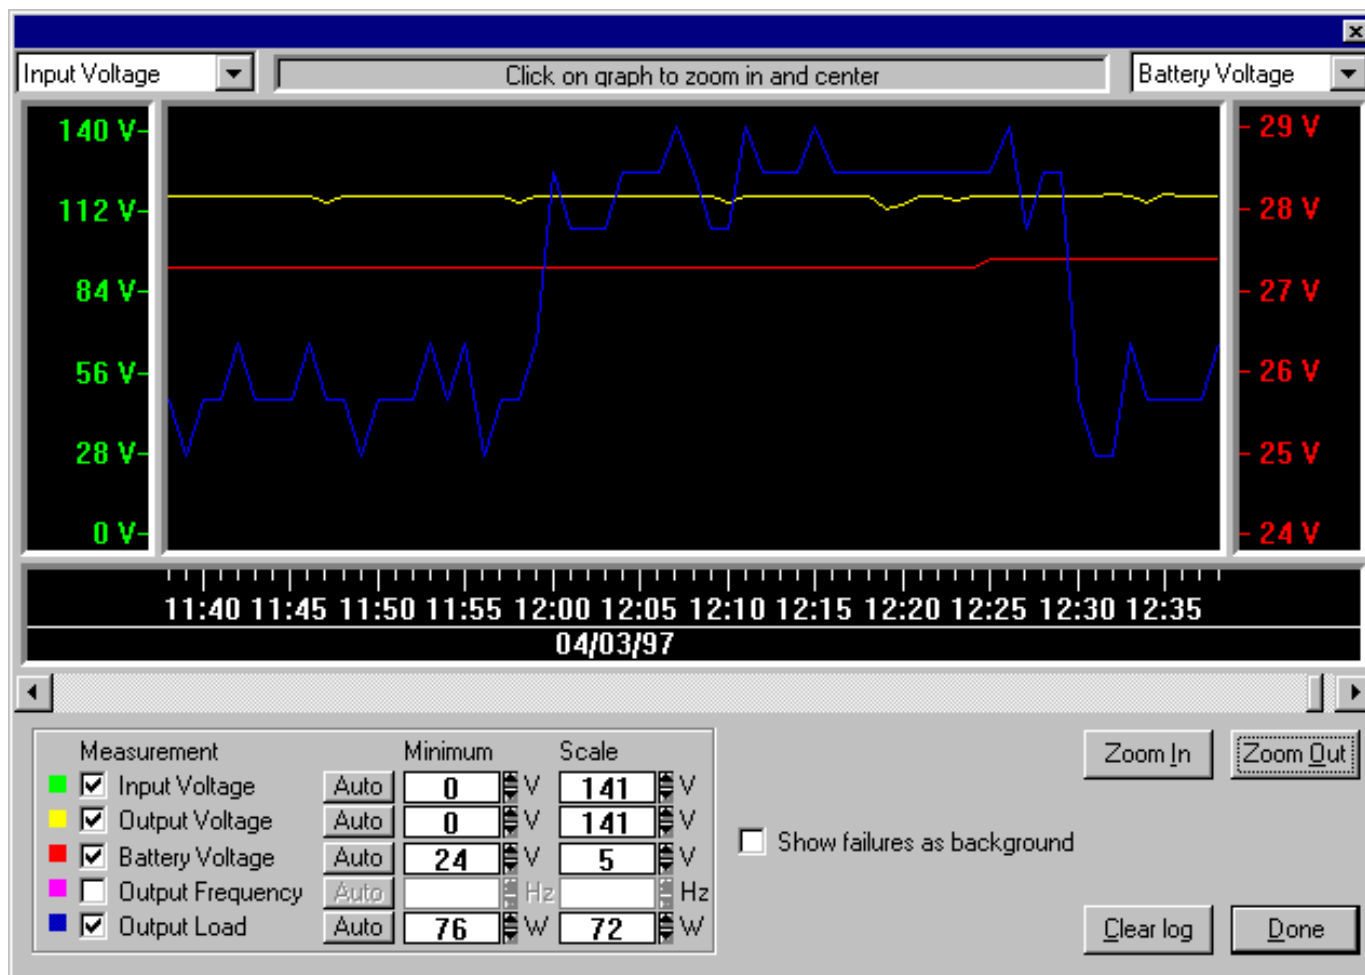 Input Voltage Click on graph to zoom in and center Battery Voltage
140 V 29 V
112 V 28 V
84 V 27 V
56 V 26 V
28 V 25 V
0 V 24 V
11:40 11:45 11:50 11:55 12:00 12:05 12:10 12:15 12:20 12:25 12:30 12:35
04/03/97
Measurement Minimum Scale
Input Voltage Auto 0 V 141 V
Output Voltage Auto 0 V 141 V
Battery Voltage Auto 24 V 5 V
Output Frequency Auto Hz Hz
Output Load Auto 76 W 72 W
Zoom In Zoom Out
Show failures as background
Clear log Done